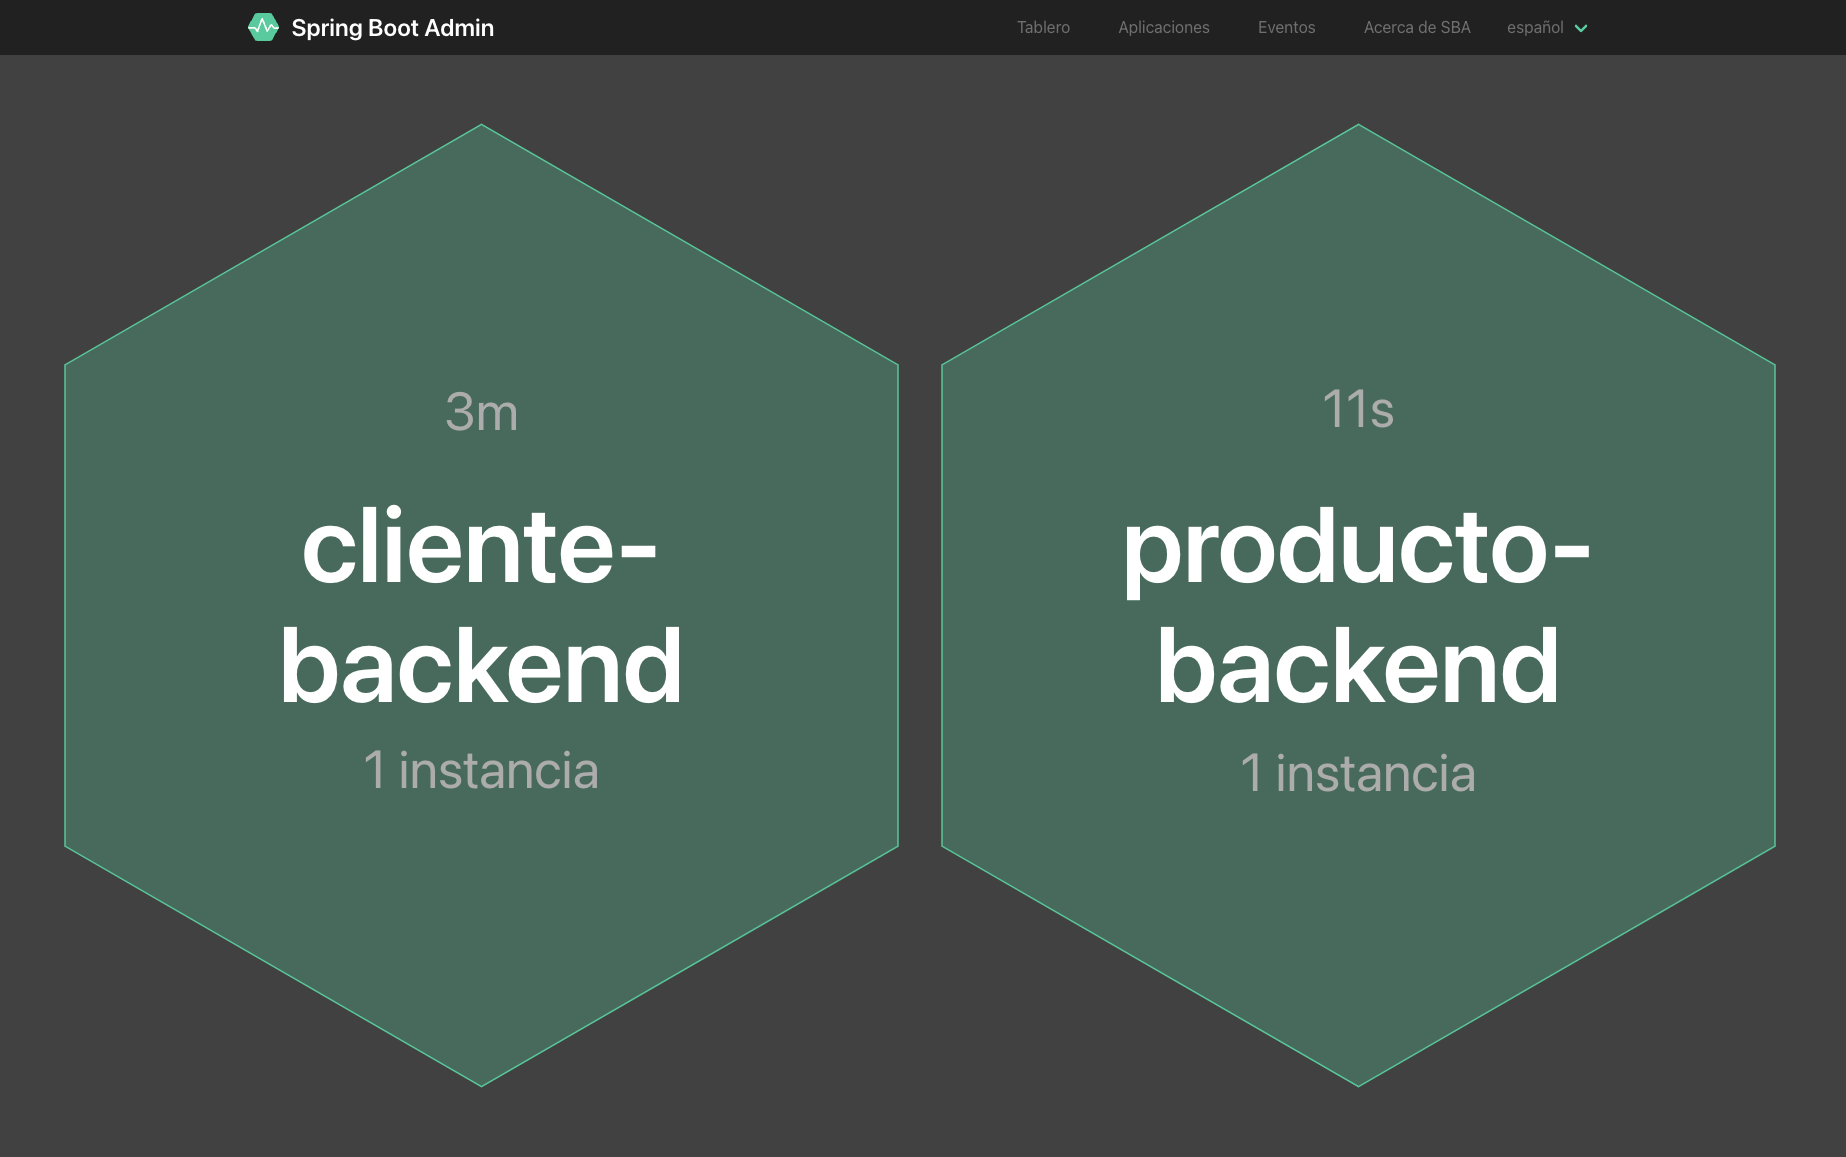 Spring Boot Admin
Tablero
Aplicaciones
Eventos
Acerca de SBA
español
3m
cliente-
backend
1 instancia
11s
producto-
backend
1 instancia